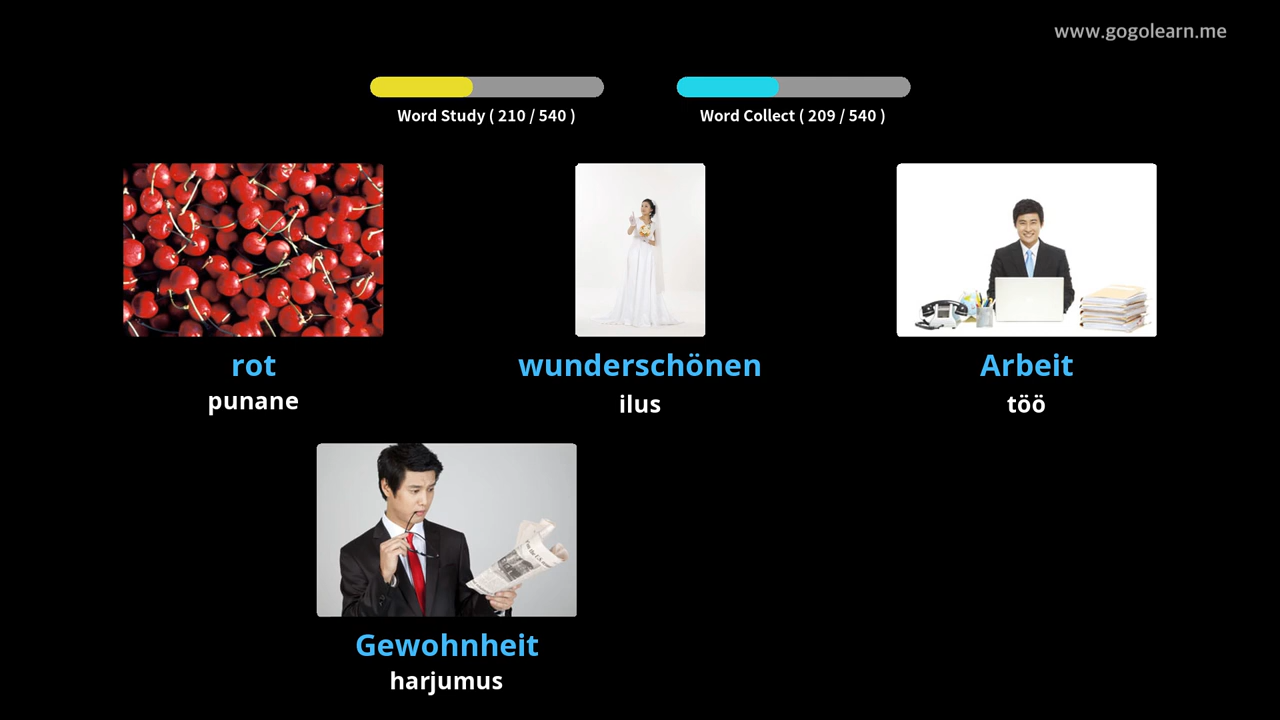 www.gogolearn.me
Word Study ( 210 / 540 )
Word Collect ( 209 / 540 )
rot
punane
wunderschönen
ilus
Arbeit
töö
Gewohnheit
harjumus